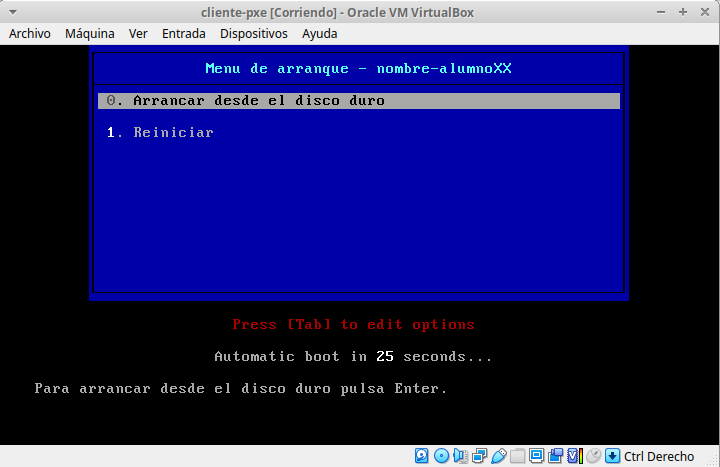 cliente-pxe [Corriendo] - Oracle VM VirtualBox
Archivo Máquina Ver Entrada Dispositivos Ayuda
Menu de arranque - nombre-alumnoXX
0. Arrancar desde el disco duro
1. Reiniciar
Press [Tab] to edit options
Automatic boot in 25 seconds...
Para arrancar desde el disco duro pulsa Enter.
Ctrl Derecho